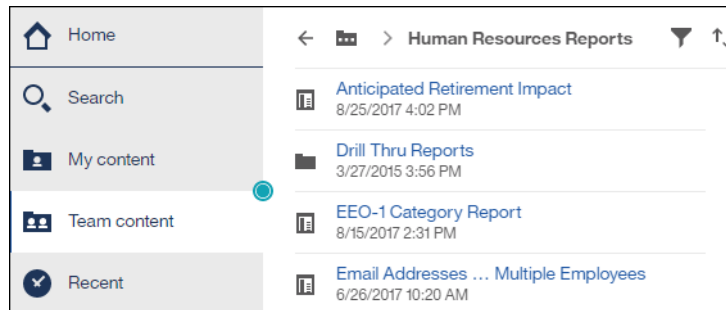 Home
Search
My content
Team content
Recent
Human Resources Reports
Anticipated Retirement Impact
8/25/2017 4:02 PM
Drill Thru Reports
3/27/2015 3:56 PM
EEO-1 Category Report
8/15/2017 2:31 PM
Email Addresses … Multiple Employees
6/26/2017 10:20 AM